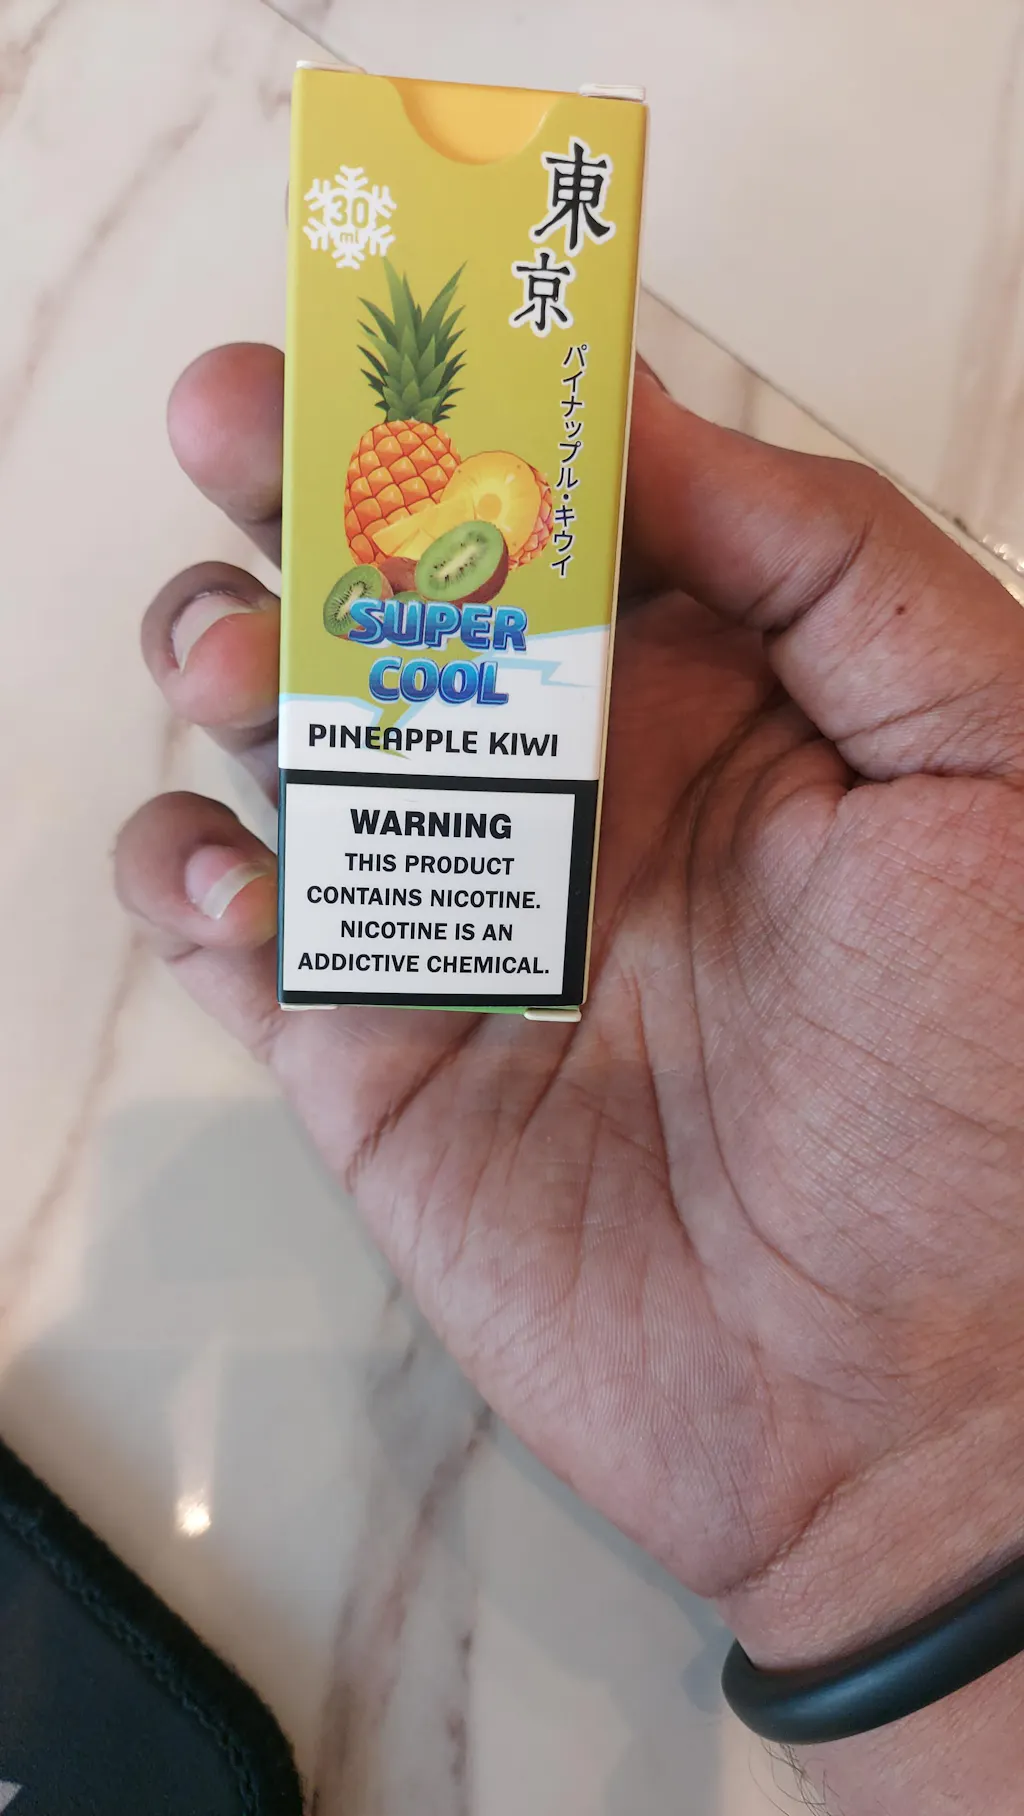 30
ml
東京
パイナップル・キウイ
SUPER
COOL
PINEAPPLE KIWI
WARNING
THIS PRODUCT
CONTAINS NICOTINE.
NICOTINE IS AN
ADDICTIVE CHEMICAL.